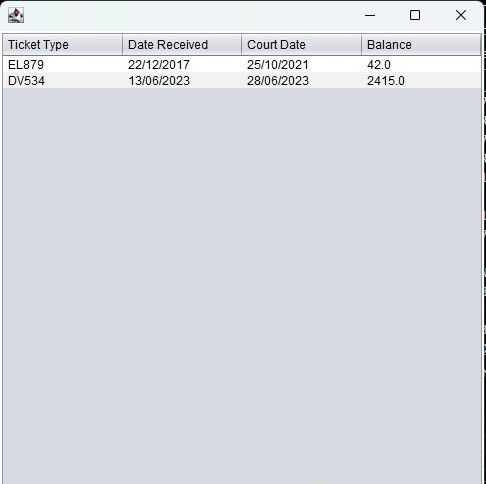 Ticket Type Date Received Court Date Balance
EL879 22/12/2017 25/10/2021 42.0
DV534 13/06/2023 28/06/2023 2415.0